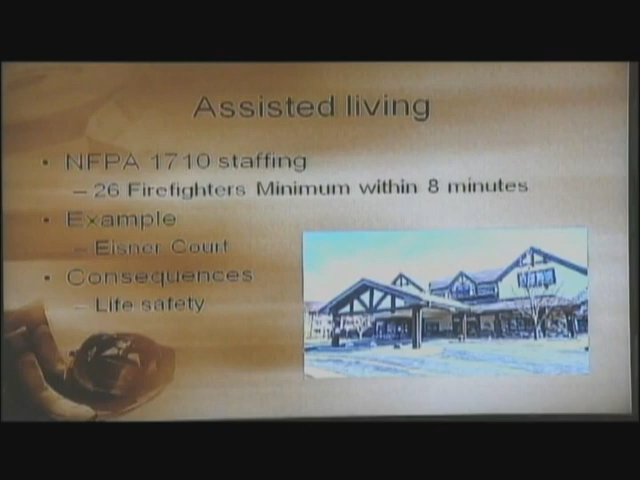 Assisted living
• NFPA 1710 staffing
– 26 Firefighters Minimum within 8 minutes
• Example
– Eisner Court
• Consequences
– Life safety